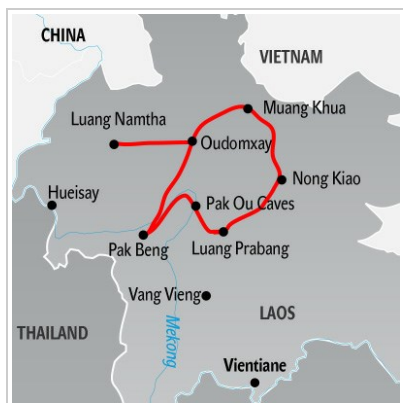 CHINA
VIETNAM
Muang Khua
Luang Namtha
Oudomxay
Nong Kiao
Hueisay
Pak Ou Caves
Pak Beng
Luang Prabang
Vang Vieng
LAOS
THAILAND
Mekong
Vientiane